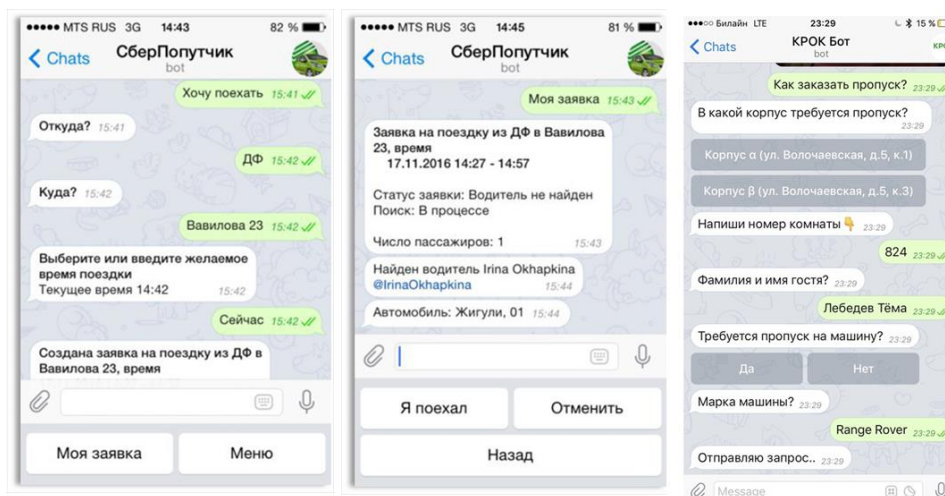 MTS RUS 3G 14:43 82 %
Chats
СберПопутчик
bot
Хочу поехать 15:41
Откуда? 15:41
ДФ 15:42
Куда? 15:42
Вавилова 23 15:42
Выберите или введите желаемое
время поездки
Текущее время 14:42 15:42
Сейчас 15:42
Создана заявка на поездку из ДФ в
Вавилова 23, время
Моя заявка
Меню
MTS RUS 3G 14:45 81 %
Chats
СберПопутчик
bot
Моя заявка 15:43
Заявка на поездку из ДФ в Вавилова
23, время
17.11.2016 14:27 - 14:57
Статус заявки: Водитель не найден
Поиск: В процессе
Число пассажиров: 1 15:43
Найден водитель Irina Okhapkina
@IrinaOkhapkina 15:44
Автомобиль: Жигули, 01 15:44
Я поехал
Отменить
Назад
Билайн LTE 23:29 15 %
Chats
КРОК Бот
bot
КРО
Как заказать пропуск? 23:29
В какой корпус требуется пропуск?
23:29
Корпус α (ул. Волочаевская, д.5, к.1)
Корпус β (ул. Волочаевская, д.5, к.3)
Напиши номер комнаты👇 23:29
824 23:29
Фамилия и имя гостя? 23:29
Лебедев Тёма 23:29
Требуется пропуск на машину? 23:29
Да
Нет
Марка машины? 23:29
Range Rover 23:29
Отправляю запрос.. 23:29
Message